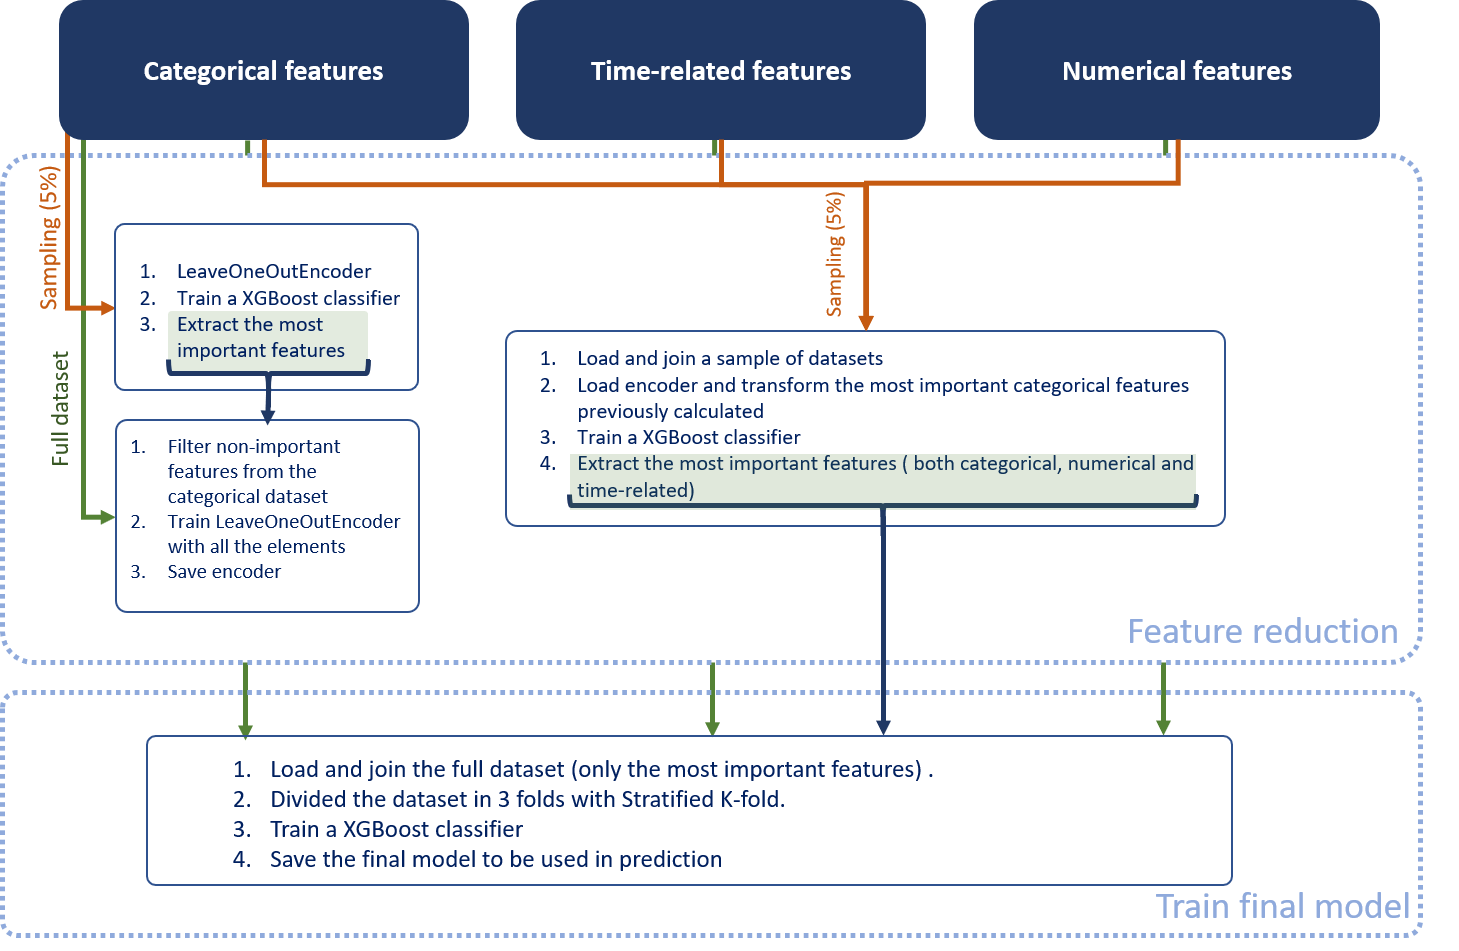 Categorical features
Time-related features
Numerical features
Sampling (5%)
Full dataset
1. LeaveOneOutEncoder
2. Train a XGBoost classifier
3. Extract the most
important features
1. Filter non-important
features from the
categorical dataset
2. Train LeaveOneOutEncoder
with all the elements
3. Save encoder
Sampling (5%)
1. Load and join a sample of datasets
2. Load encoder and transform the most important categorical features
previously calculated
3. Train a XGBoost classifier
4. Extract the most important features ( both categorical, numerical and
time-related)
Feature reduction
1. Load and join the full dataset (only the most important features) .
2. Divided the dataset in 3 folds with Stratified K-fold.
3. Train a XGBoost classifier
4. Save the final model to be used in prediction
Train final model